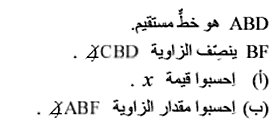 ABD هو خطٌّ مستقيم.
BF ينصّف الزاوية ∢CBD .
(أ) إحسبوا قيمة x .
(ب) إحسبوا مقدار الزاوية ∢ABF .